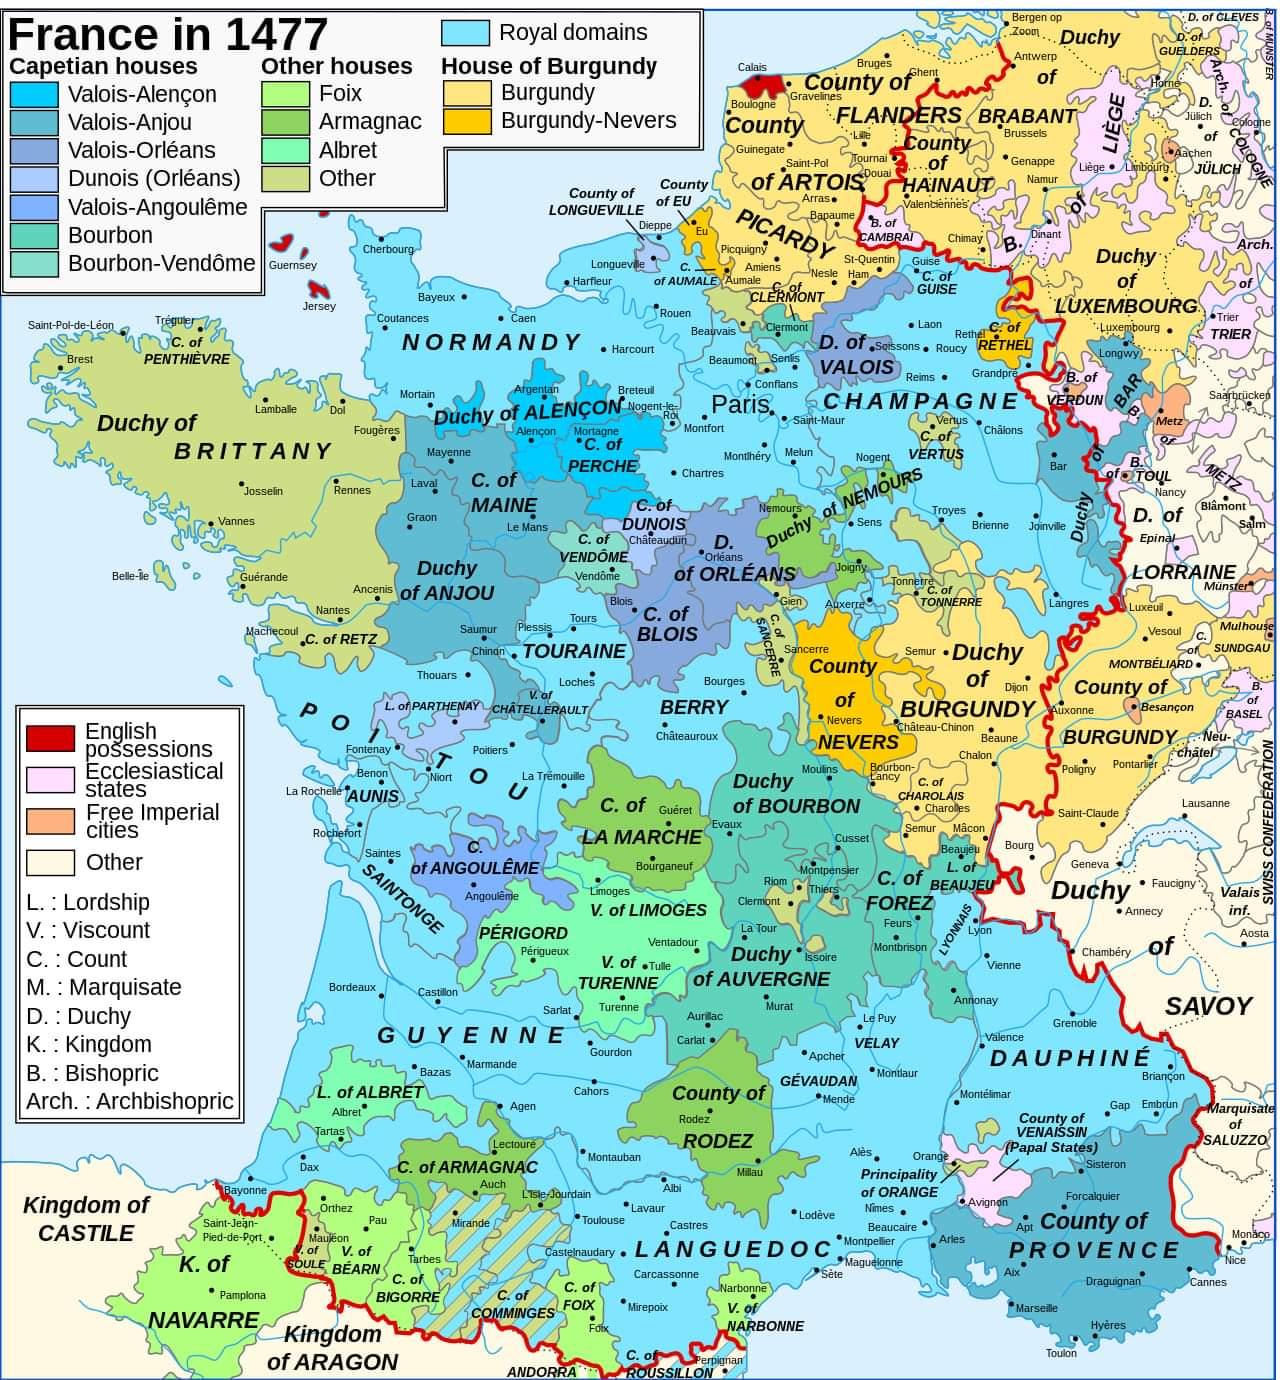 France in 1477
Capetian houses
Valois-Alençon
Valois-Anjou
Valois-Orléans
Dunois (Orléans)
Valois-Angoulême
Bourbon
Bourbon-Vendôme
Other houses
Foix
Armagnac
Albret
Other
Royal domains
House of Burgundy
Burgundy
Burgundy-Nevers
English
possessions
Ecclesiastical
states
Free Imperial
cities
Other
L. : Lordship
V. : Viscount
C. : Count
M. : Marquisate
D. : Duchy
K. : Kingdom
B. : Bishopric
Arch. : Archbishopric
Bergen op
Zoom
Duchy
of
BRABANT
D. of CLEVES
D. of
GUELDERS
B. of MÜNSTER
Arch. of
COLOGNE
Antwerp
Bruges
Ghent
Calais
Gravelines
Boulogne
County of
FLANDERS
County
of ARTOIS
Lille
Guinegate
Saint-Pol
Tournai
Douai
Arras
County
of
HAINAUT
Brussels
Genappe
Namur
Valenciennes
LIÈGE
Liège
Limbourg
Horne
D.
of
JÜLICH
Jülich
Cologne
Aachen
B.
of
Dinant
Chimay
B. of
CAMBRAI
Bapaume
PICARDY
Picquigny
Amiens
St-Quentin
Nesle
Ham
Guise
C. of
GUISE
County of
LONGUEVILLE
County
of EU
Eu
Dieppe
Longueville
C.
of AUMALE
Aumale
C. of
CLERMONT
Clermont
Beauvais
Beaumont
Senlis
Conflans
Harfleur
Rouen
Cherbourg
Guernsey
Jersey
Bayeux
Coutances
Caen
NORMANDY
Harcourt
Breteuil
Mortain
Argentan
Duchy of ALENÇON
Alençon
Mortagne
Nogent-le-
Roi
C. of
PERCHE
Montfort
Chartres
Paris
Saint-Maur
Montlhéry
Melun
D. of
VALOIS
Soissons
Laon
Roucy
Reims
Rethel
C. of
RETHEL
Grandpré
CHAMPAGNE
Vertus
C. of
VERTUS
Châlons
Nogent
Troyes
Brienne
Joinville
Sens
Duchy of NEMOURS
Nemours
Duchy
of
LUXEMBOURG
Luxembourg
Longwy
Arch.
of
TRIER
Trier
B. of
VERDUN
Duchy
of
BAR
Bar
Metz
B.
of
METZ
Saarbrücken
B.
of TOUL
Nancy
Blâmont
Salm
D. of
LORRAINE
Epinal
Münster
Saint-Pol-de-Léon
Tréguier
C. of
PENTHIÈVRE
Brest
Duchy of
BRITTANY
Lamballe
Dol
Fougères
Josselin
Rennes
Vannes
Belle-Île
Guérande
Ancenis
Nantes
Machecoul
C. of RETZ
Mayenne
Laval
C. of
MAINE
Craon
Le Mans
Duchy
of ANJOU
Saumur
Chinon
C. of
VENDÔME
Vendôme
C. of
DUNOIS
Châteaudun
D.
of ORLÉANS
Orléans
Blois
C. of
BLOIS
Tours
Plessis
TOURAINE
Loches
Thouars
L. of PARTHENAY
V. of
CHÂTELLERAULT
POITOU
Poitiers
Fontenay
Benon
Niort
La Rochelle
AUNIS
Rochefort
Saintes
SAINTONGE
La Trémouille
Joigny
Gien
Auxerre
Tonnerre
C. of
TONNERRE
C. of
SANCERRE
Sancerre
Bourges
BERRY
Châteauroux
County
of
NEVERS
Nevers
Semur
Duchy
of
BURGUNDY
Dijon
Château-Chinon
Beaune
Chalon
Bourbon-
Lancy
C. of
CHAROLAIS
Charolles
Semur
Mâcon
Langres
Luxeuil
Vesoul
C.
of
MONTBÉLIARD
Mulhouse
SUNDGAU
County of
BURGUNDY
Auxonne
Besançon
B.
of
BASEL
Neu-
châtel
Pontarlier
Poligny
Saint-Claude
SWISS CONFEDERATION
Lausanne
Geneva
Faucigny
Annecy
Valais
inf.
Aosta
Bourg
Duchy
of
SAVOY
Chambéry
Duchy
of BOURBON
Moulins
Evaux
Cusset
Montpensier
Riom
Thiers
Clermont
Issoire
C. of
LA MARCHE
Guéret
Bourganeuf
C.
of ANGOULÊME
Angoulême
Limoges
V. of LIMOGES
PÉRIGORD
Périgueux
Ventadour
V. of
TURENNE
Tulle
Turenne
La Tour
Duchy
of AUVERGNE
Murat
Aurillac
Carlat
C. of
FOREZ
Feurs
Montbrison
Beaujeu
L. of
BEAUJEU
LYONNAIS
Lyon
Vienne
Annonay
Grenoble
Valence
DAUPHINÉ
Briançon
Montélimar
Gap
Embrun
Le Puy
VELAY
Apcher
GÉVAUDAN
Montlaur
Mende
Bordeaux
Castillon
Sarlat
GUYENNE
Gourdon
Marmande
Bazas
Cahors
Agen
L. of ALBRET
Albret
Tartas
Dax
Bayonne
Lectoure
C. of ARMAGNAC
Auch
L'Isle-Jourdain
Mirande
Montauban
County of
RODEZ
Rodez
Millau
Albi
Lavaur
Toulouse
Castres
Castelnaudary
LANGUEDOC
Carcassonne
Mirepoix
Lodève
Montpellier
Maguelonne
Sète
Alès
Nîmes
Beaucaire
Orange
Principality
of ORANGE
County of
VENAISSIN
(Papal States)
Avignon
Arles
Sisteron
Forcalquier
Apt
County of
PROVENCE
Aix
Draguignan
Marseille
Hyères
Toulon
Cannes
Nice
Monaco
Marquisate
of
SALUZZO
Kingdom of
CASTILE
Saint-Jean-
Pied-de-Port
K. of
NAVARRE
Pamplona
Orthez
Mauléon
V. of
SOULE
Pau
V. of
BÉARN
Tarbes
C. of
BIGORRE
C. of
COMMINGES
C. of
FOIX
Foix
Narbonne
V. of
NARBONNE
Kingdom
of ARAGON
ANDORRA
C. of
ROUSSILLON
Perpignan